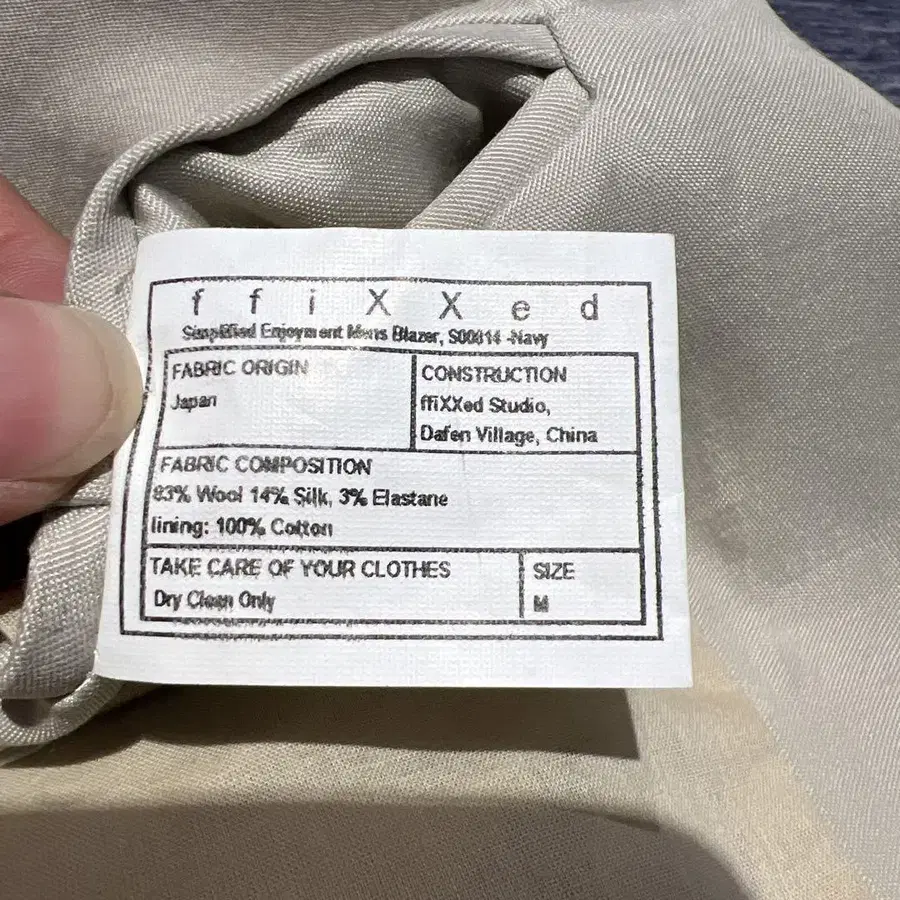 ffiXXed
Simplified Enjoyment Mens Blazer, S00814 -Navy
FABRIC ORIGIN
Japan
CONSTRUCTION
ffiXXed Studio,
Dafen Village, China
FABRIC COMPOSITION
83% Wool 14% Silk, 3% Elastane
lining: 100% Cotton
TAKE CARE OF YOUR CLOTHES
Dry Clean Only
SIZE
M